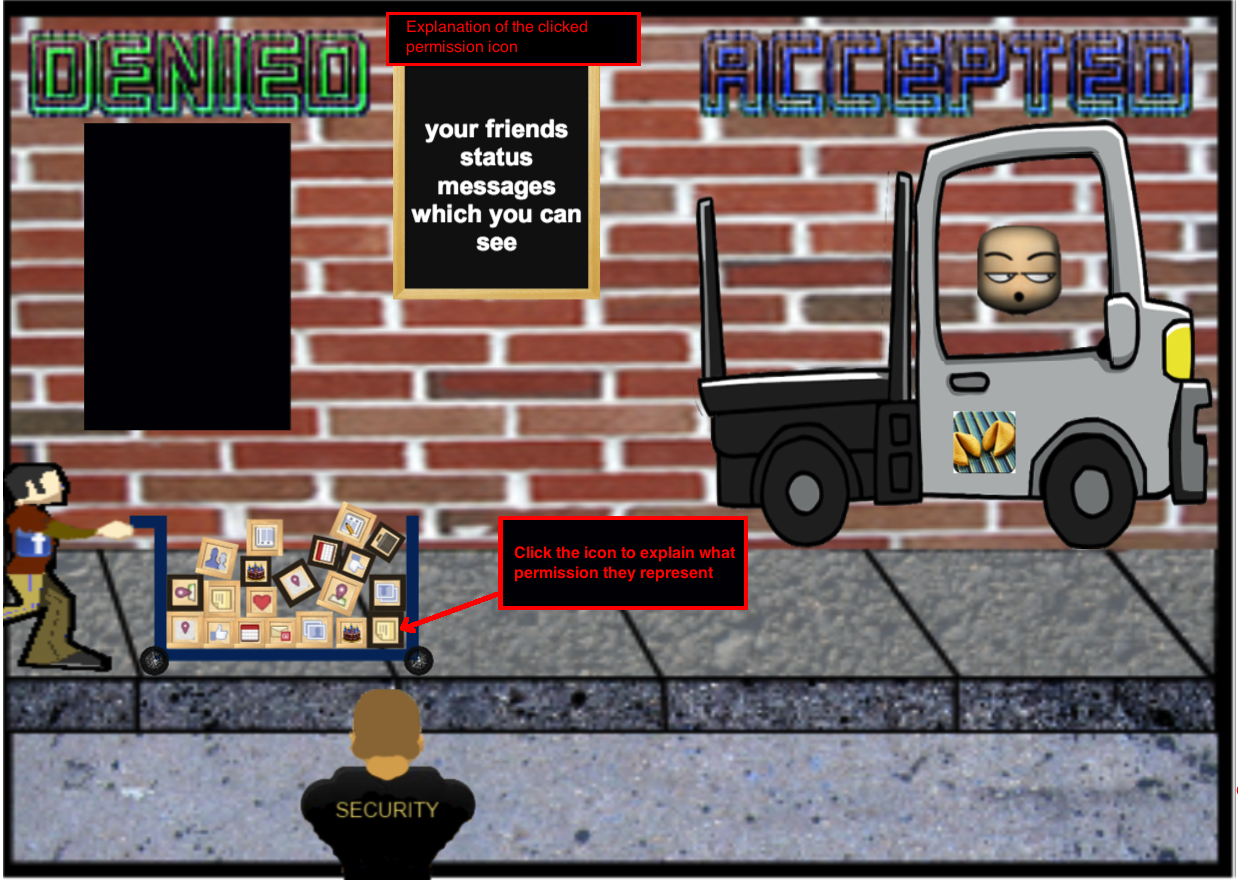 Explanation of the clicked
permission icon
DENIED
ACCEPTED
your friends
status
messages
which you can
see
Click the icon to explain what
permission they represent
SECURITY